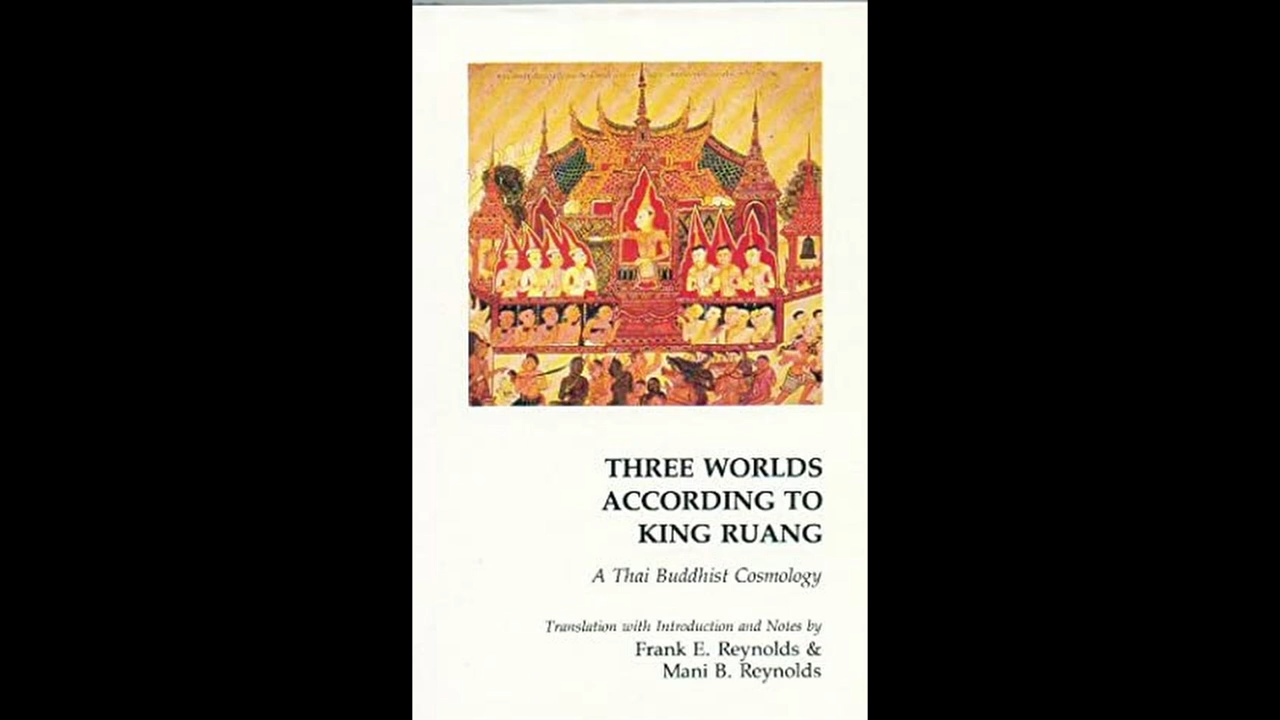 THREE WORLDS
ACCORDING TO
KING RUANG
A Thai Buddhist Cosmology
Translation with Introduction and Notes by
Frank E. Reynolds &
Mani B. Reynolds